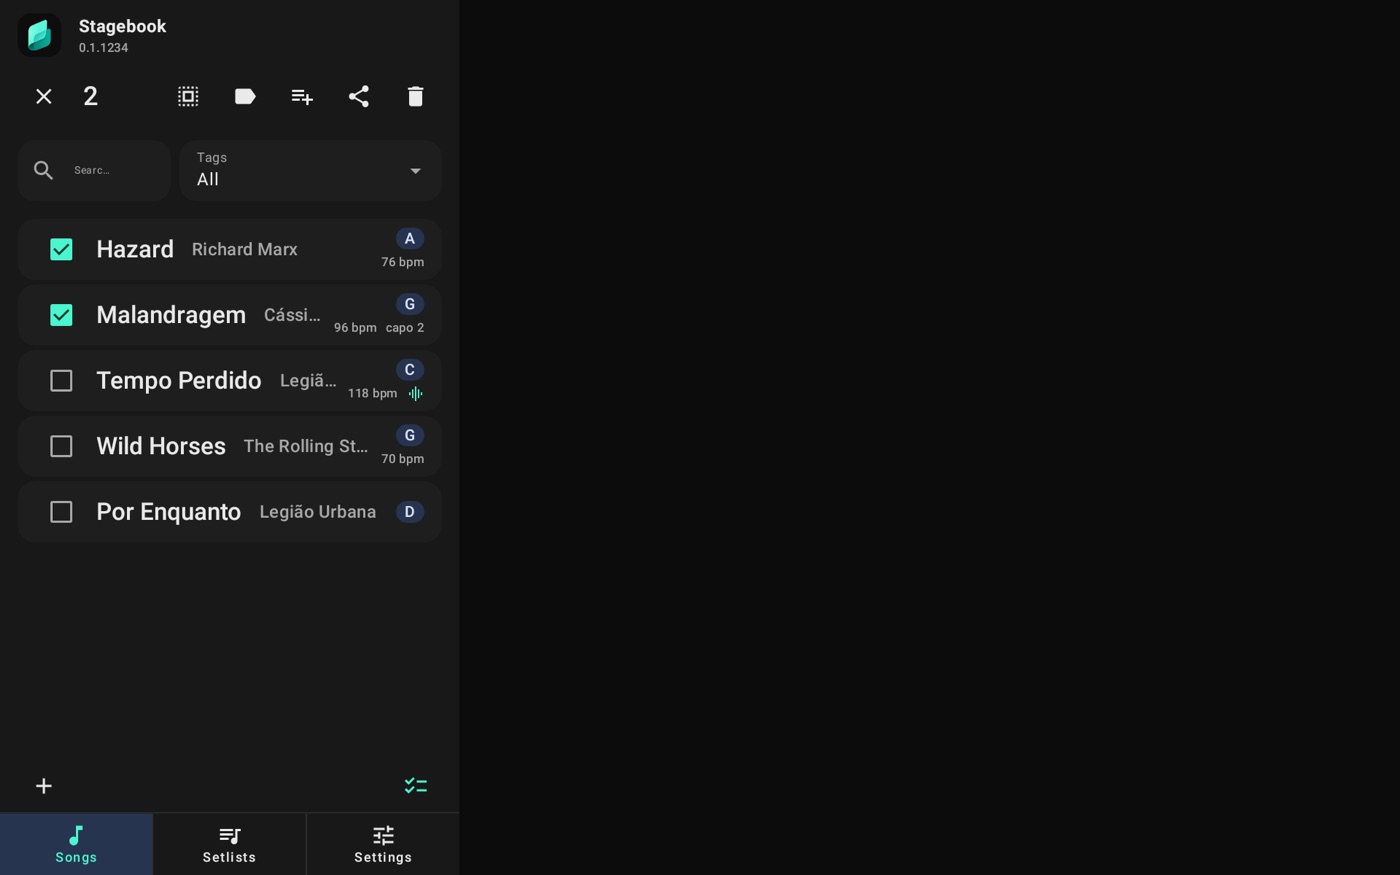 Stagebook
0.1.1234
2
Searc...
Tags
All
Hazard Richard Marx A
76 bpm
Malandragem Cássi... G
96 bpm capo 2
Tempo Perdido Legiã... C
118 bpm
Wild Horses The Rolling St... G
70 bpm
Por Enquanto Legião Urbana D
Songs Setlists Settings